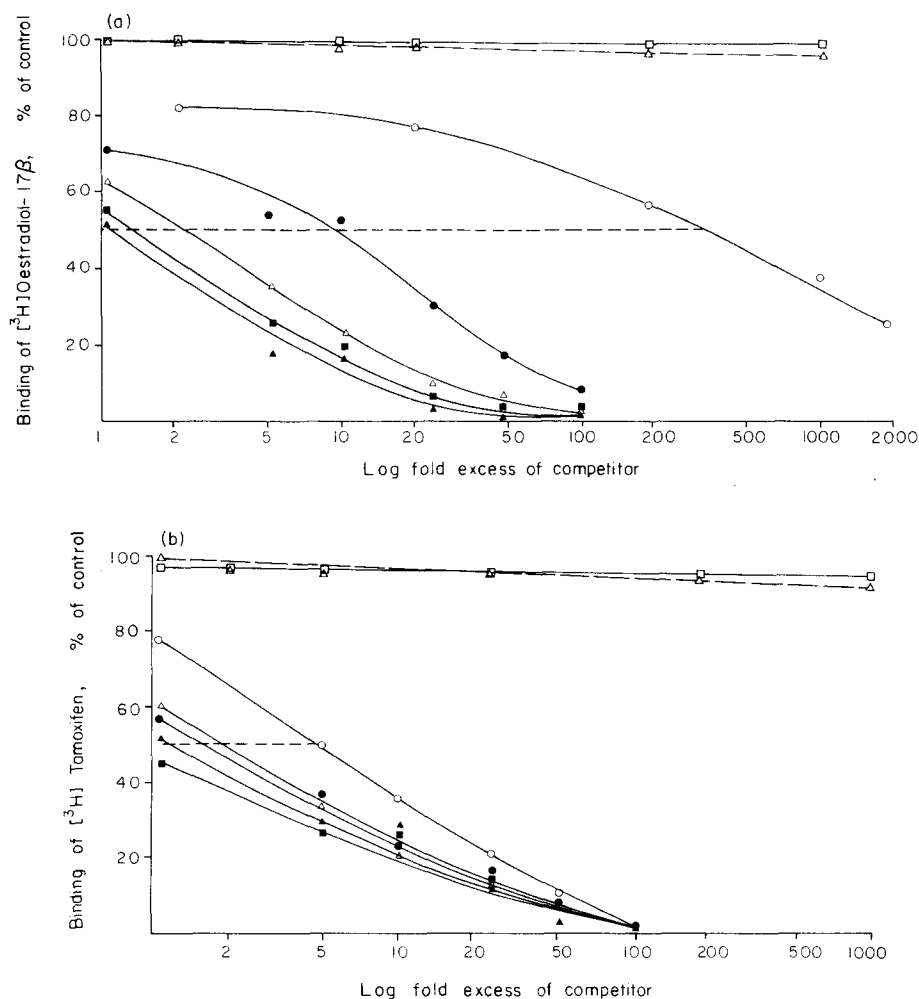 (a)
100
80
60
40
20
Binding of [³H]Oestradiol-17β, % of control
1 2 5 10 20 50 100 200 500 1000 2000
Log fold excess of competitor
(b)
100
80
60
40
20
Binding of [³H] Tamoxifen, % of control
2 5 10 20 50 100 200 500 1000
Log fold excess of competitor